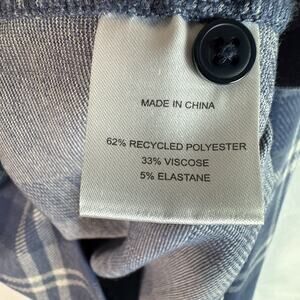 MADE IN CHINA
62% RECYCLED POLYESTER
33% VISCOSE
5% ELASTANE